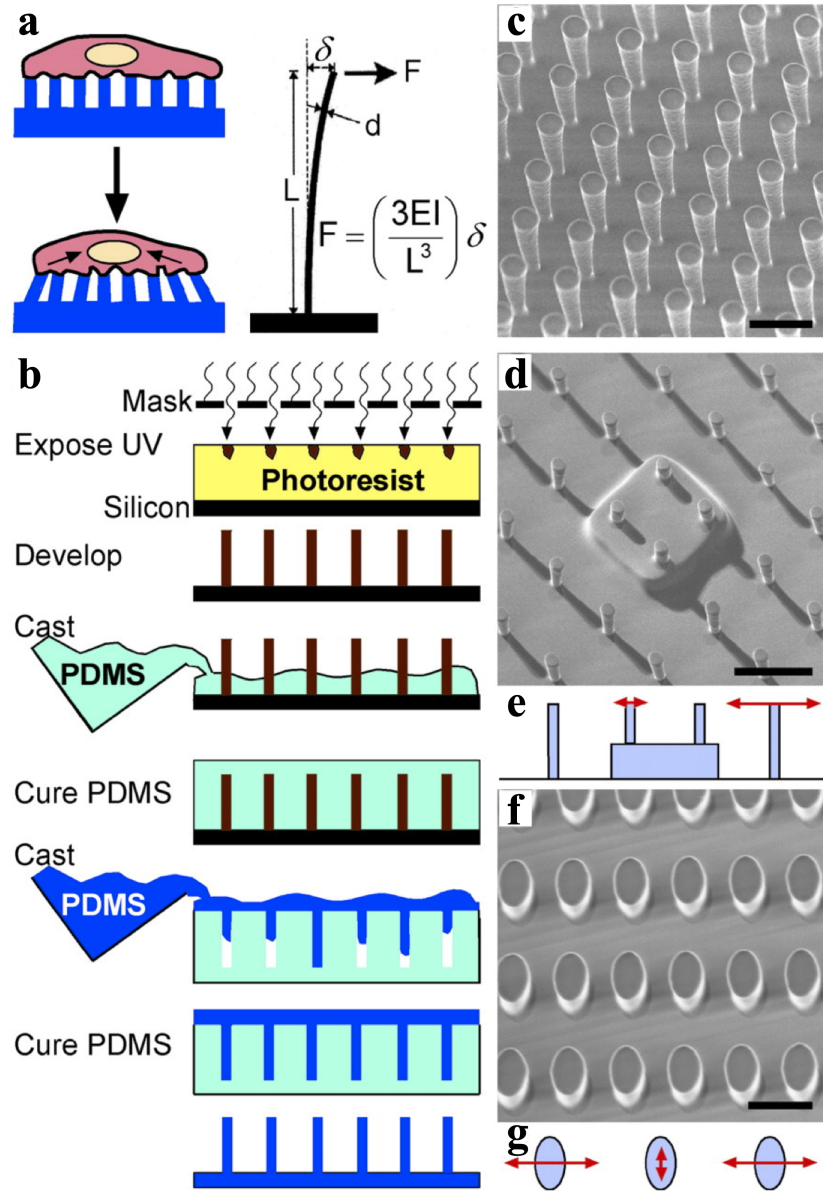 a
δ
F
d
L
F = (3EI/L³) δ
b
Mask
Expose UV
Photoresist
Silicon
Develop
Cast
PDMS
Cure PDMS
Cast
PDMS
Cure PDMS
c
d
e
f
g